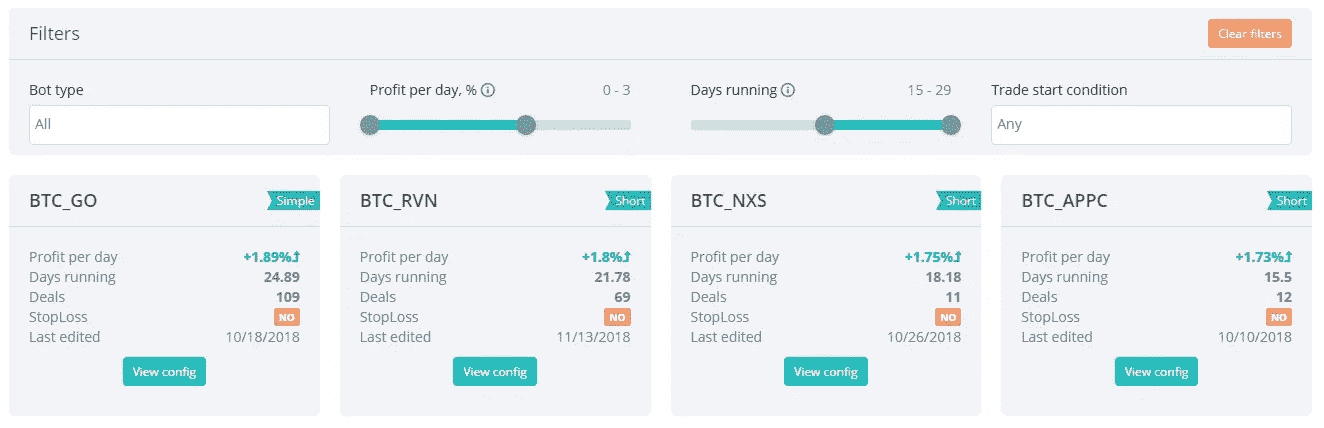 Filters
Clear filters
Bot type
Profit per day, %
0 - 3
Days running
15 - 29
Trade start condition
All
Any
BTC_GO
Simple
Profit per day +1.89%
Days running 24.89
Deals 109
StopLoss NO
Last edited 10/18/2018
View config
BTC_RVN
Short
Profit per day +1.8%
Days running 21.78
Deals 69
StopLoss NO
Last edited 11/13/2018
View config
BTC_NXS
Short
Profit per day +1.75%
Days running 18.18
Deals 11
StopLoss NO
Last edited 10/26/2018
View config
BTC_APPC
Short
Profit per day +1.73%
Days running 15.5
Deals 12
StopLoss NO
Last edited 10/10/2018
View config